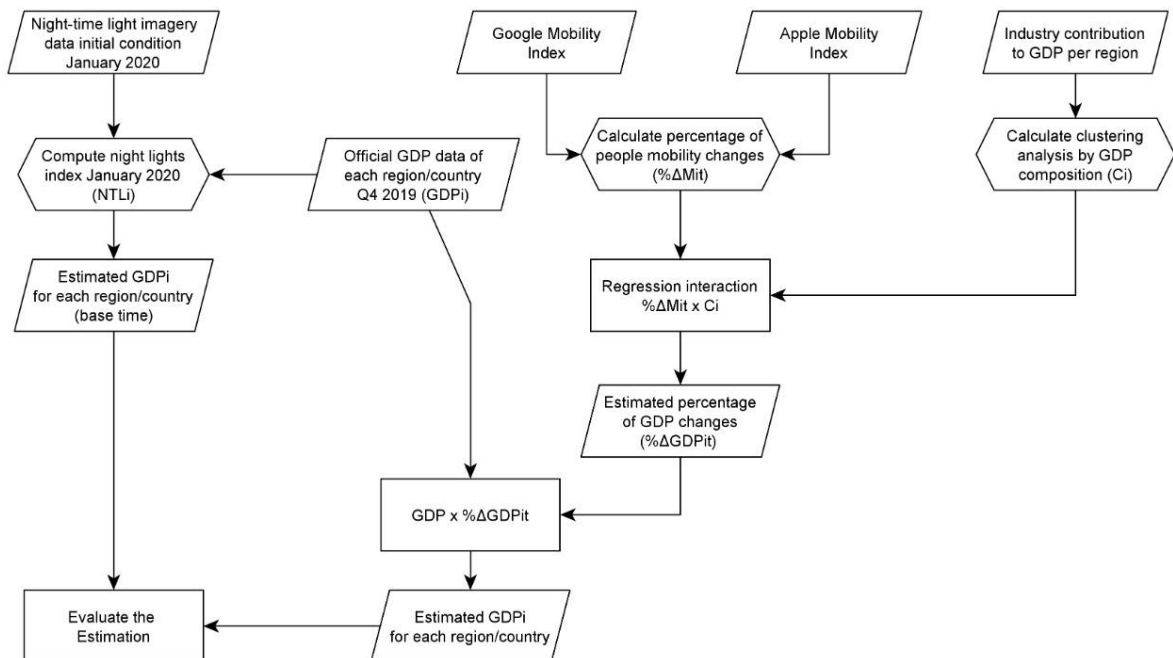 Night-time light imagery
data initial condition
January 2020
Google Mobility
Index
Apple Mobility
Index
Industry contribution
to GDP per region
Compute night lights
index January 2020
(NTLi)
Official GDP data of
each region/country
Q4 2019 (GDPi)
Calculate percentage of
people mobility changes
(%ΔMit)
Calculate clustering
analysis by GDP
composition (Ci)
Estimated GDPi
for each region/country
(base time)
Regression interaction
%ΔMit x Ci
Estimated percentage
of GDP changes
(%ΔGDPit)
GDP x %ΔGDPit
Evaluate the
Estimation
Estimated GDPi
for each region/country